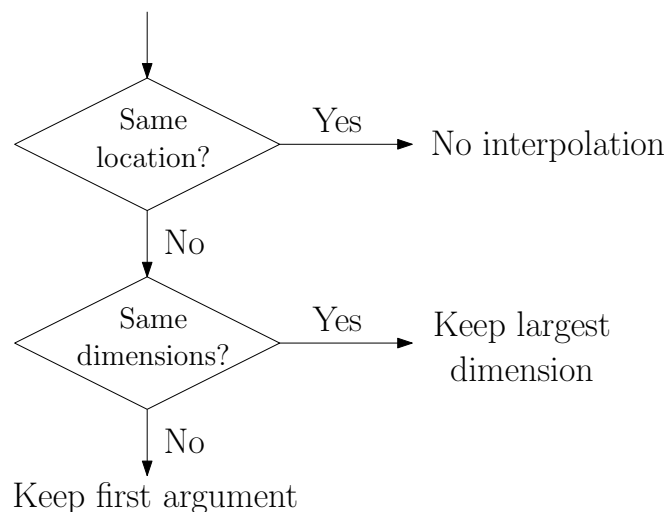 Same
location?
Yes
No interpolation
No
Same
dimensions?
Yes
Keep largest
dimension
No
Keep first argument